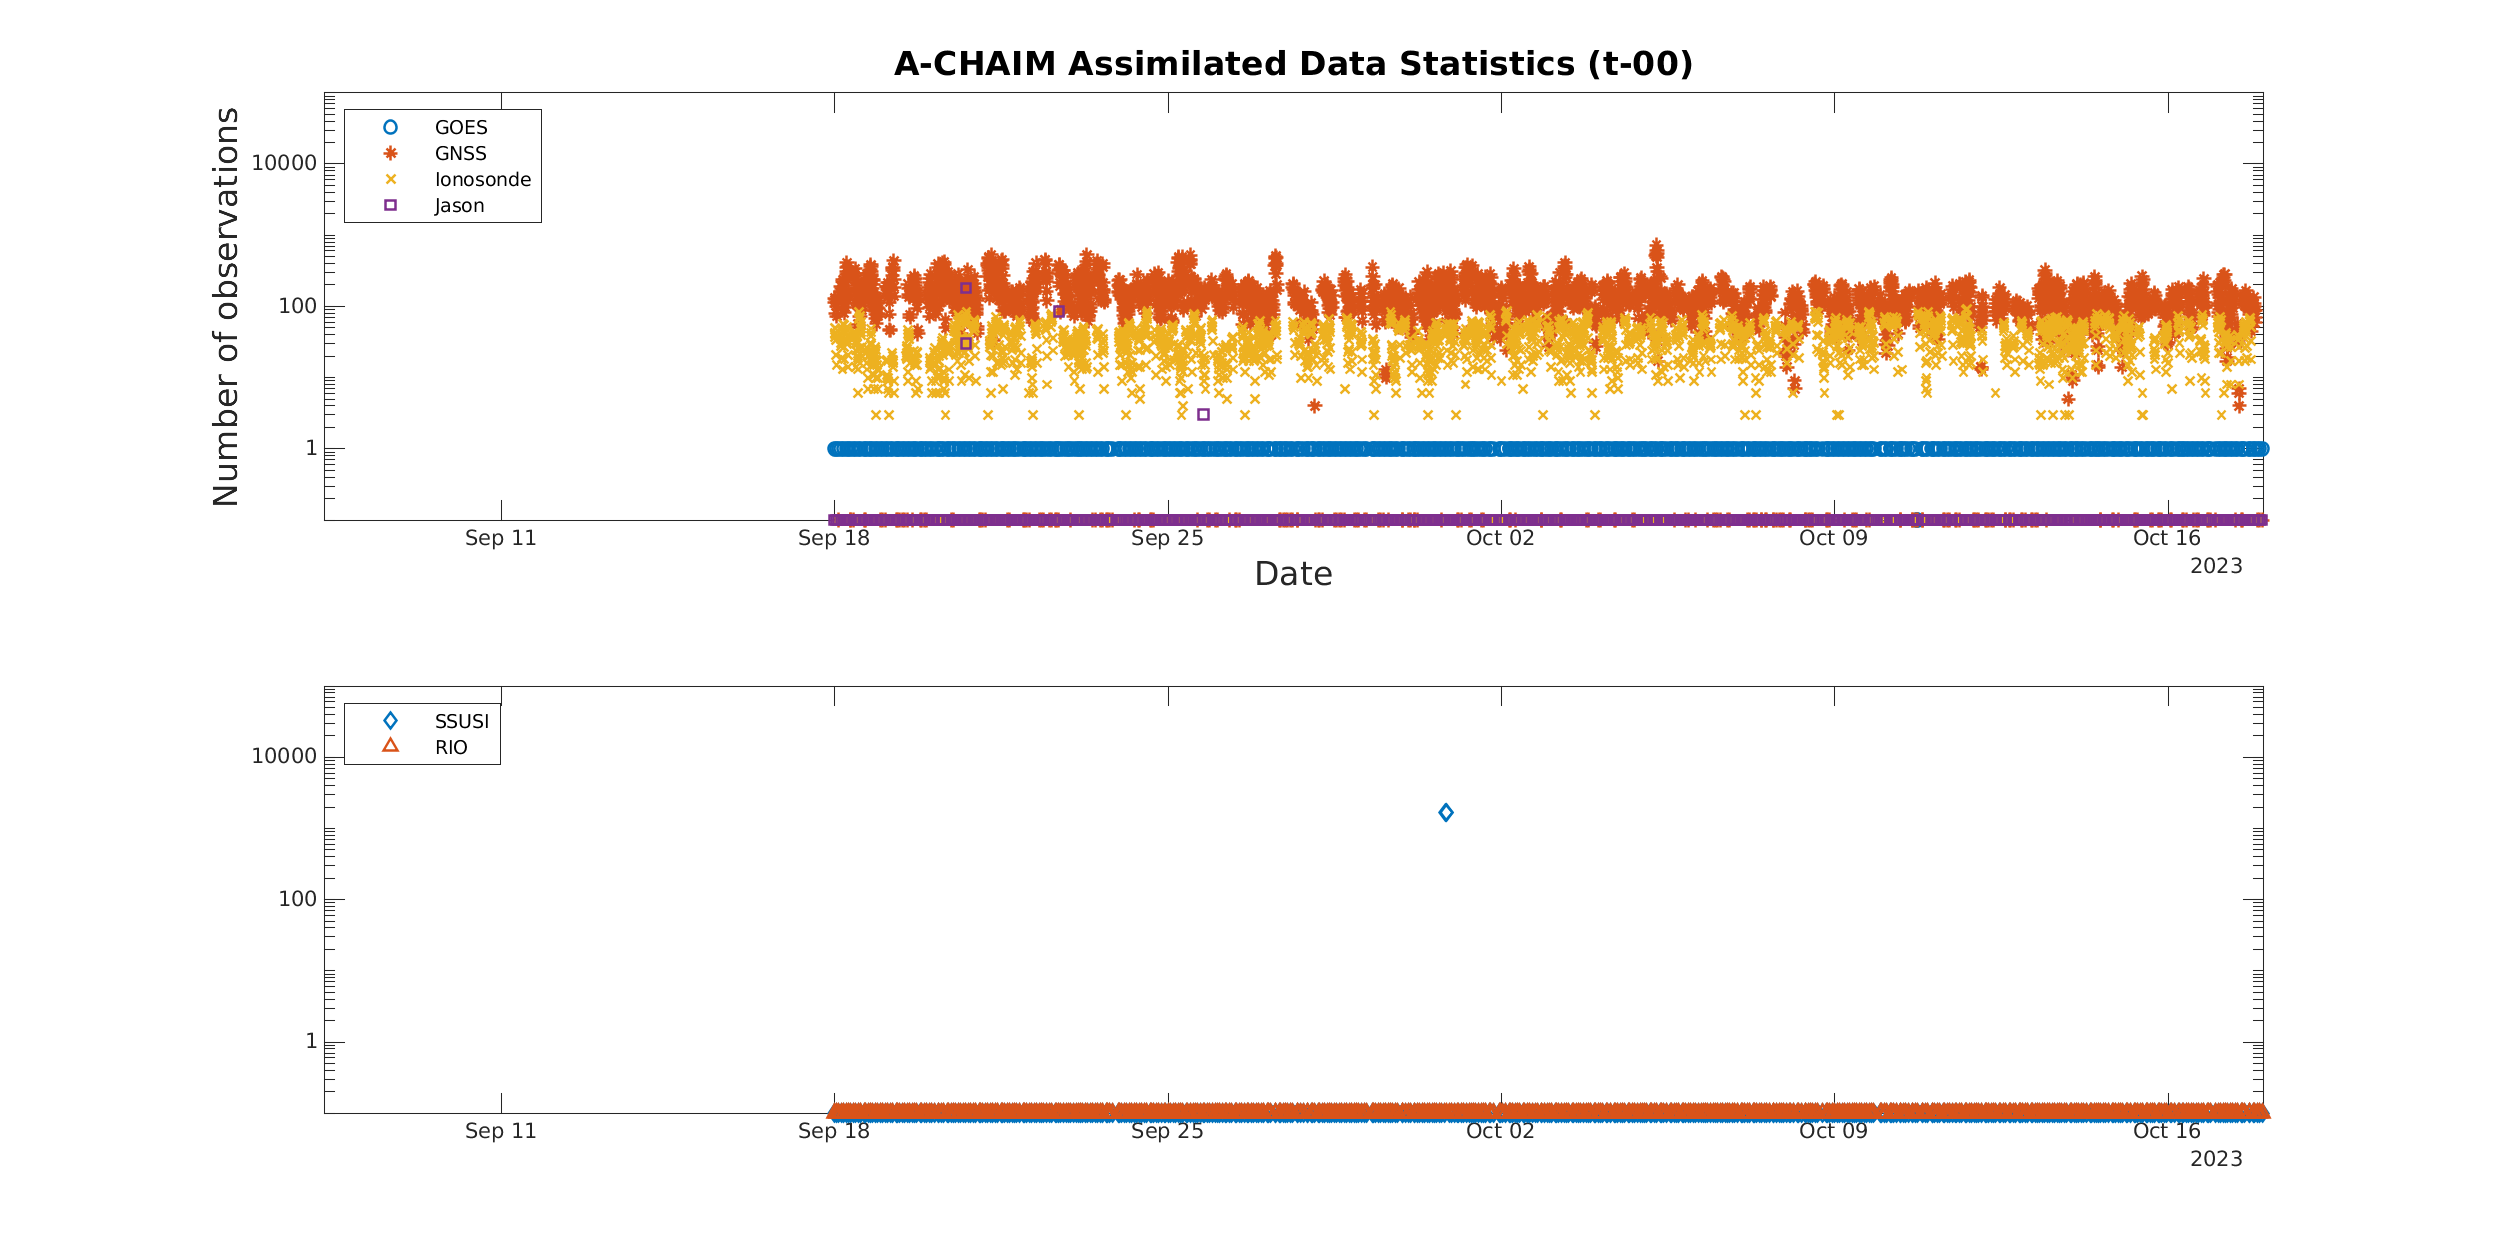 A-CHAIM Assimilated Data Statistics (t-00)
Number of observations
GOES
GNSS
Ionosonde
Jason
10000
100
1
Sep 11 Sep 18 Sep 25 Oct 02 Oct 09 Oct 16
2023
Date
SSUSI
RIO
10000
100
1
Sep 11 Sep 18 Sep 25 Oct 02 Oct 09 Oct 16
2023